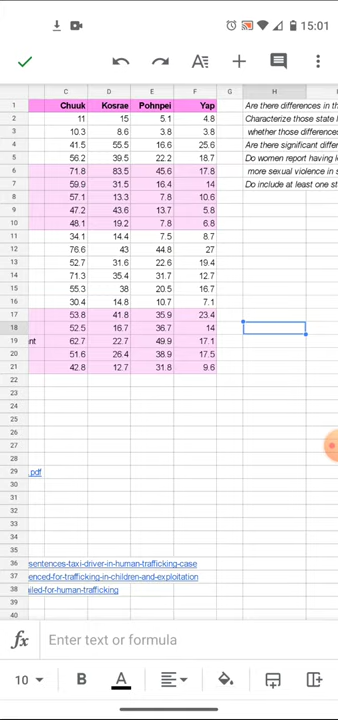 15:01
C D E F G H
1 Chuuk Kosrae Pohnpei Yap Are there differences in th
2 11 15 5.1 4.8 Characterize those state l
3 10.3 8.6 3.8 3.8 whether those differences
4 41.5 55.5 16.6 25.6 Are there significant differ
5 56.2 39.5 22.2 18.7 Do women report having l
6 71.8 83.5 45.6 17.8 more sexual violence in s
7 59.9 31.5 16.4 14 Do include at least one st
8 57.1 13.3 7.8 10.6
9 47.2 43.6 13.7 5.8
10 48.1 19.2 7.8 6.8
11 34.1 14.4 7.5 8.7
12 76.6 43 44.8 27
13 52.7 31.6 22.6 19.4
14 71.3 35.4 31.7 12.7
15 55.3 38 20.5 16.7
16 30.4 14.8 10.7 7.1
17 53.8 41.8 35.9 23.4
18 52.5 16.7 36.7 14
19 nt 62.7 22.7 49.9 17.1
20 51.6 26.4 38.9 17.5
21 42.8 12.7 31.8 9.6
22
23
24
25
26
27
28
29 .pdf
30
31
32
33
34
35
36 sentences-taxi-driver-in-human-trafficking-case
37 enced-for-trafficking-in-children-and-exploitation
38 ailed-for-human-trafficking
39
40
fx Enter text or formula
10 B A